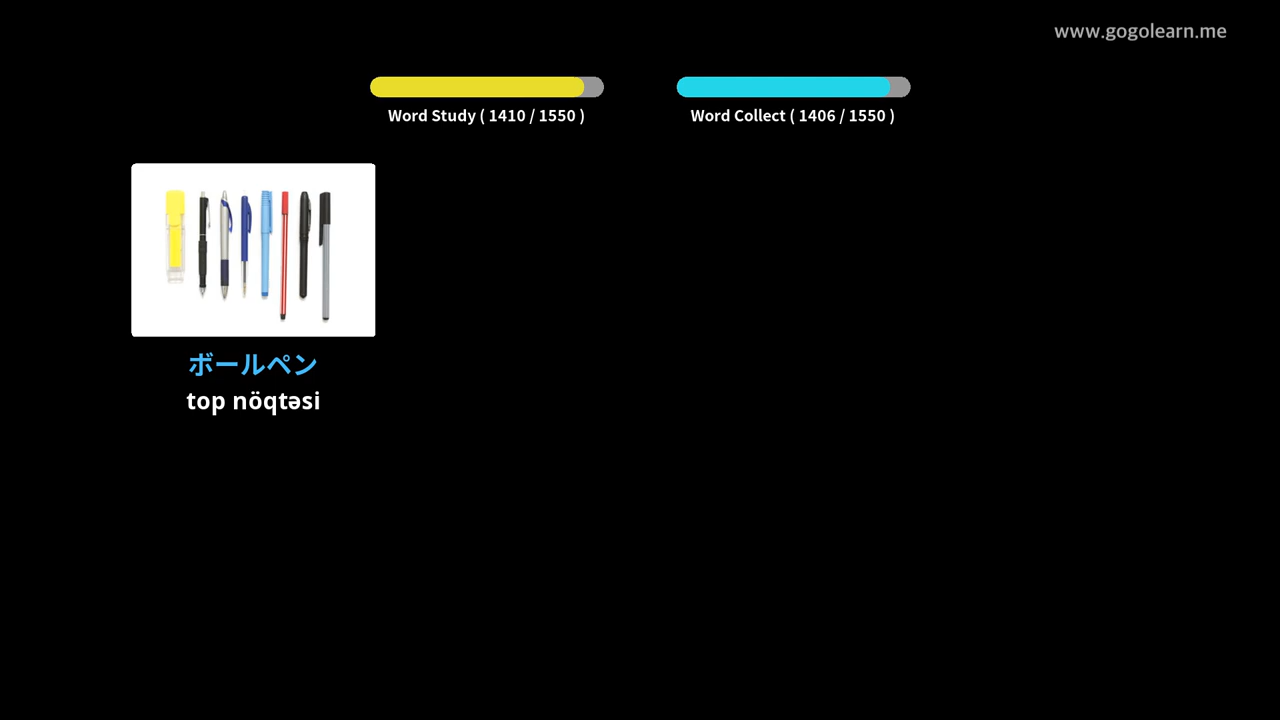 www.gogolearn.me
Word Study ( 1410 / 1550 )
Word Collect ( 1406 / 1550 )
ボールペン
top nöqtəsi